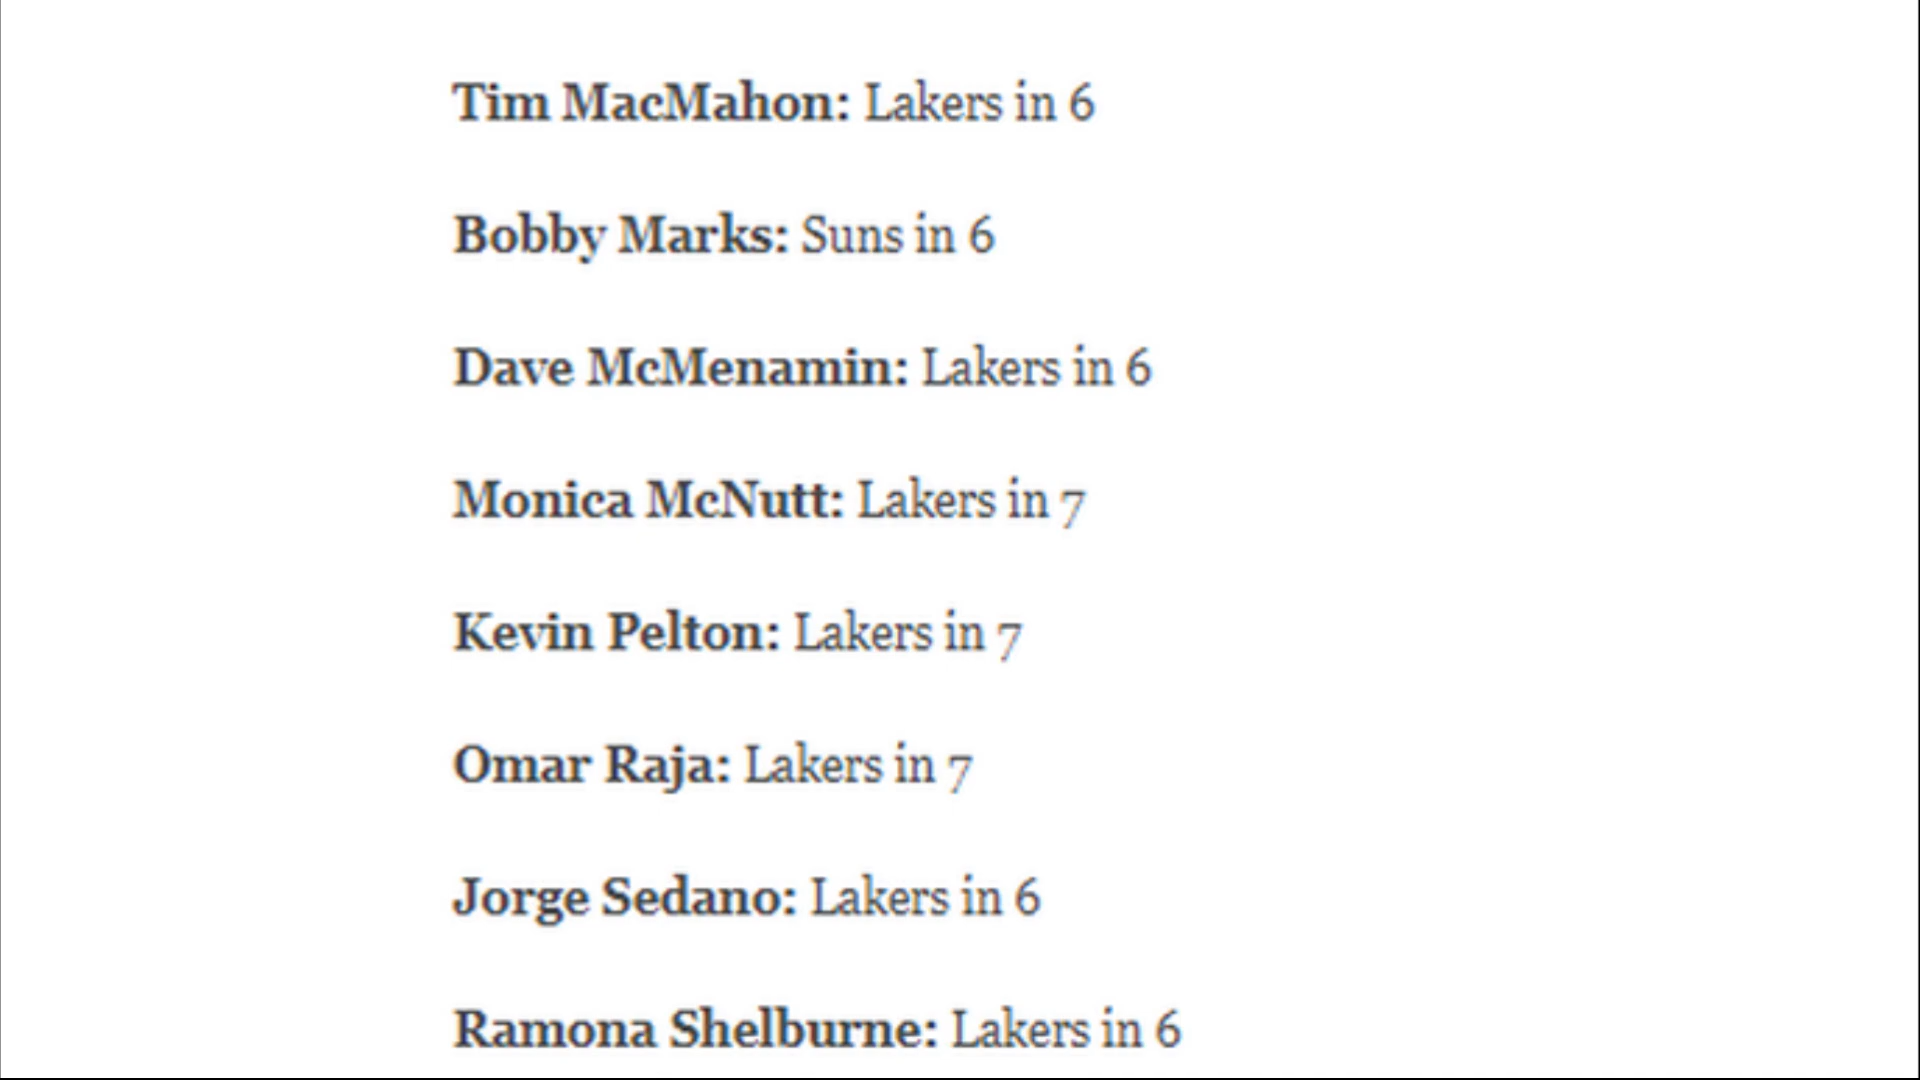 Tim MacMahon: Lakers in 6
Bobby Marks: Suns in 6
Dave McMenamin: Lakers in 6
Monica McNutt: Lakers in 7
Kevin Pelton: Lakers in 7
Omar Raja: Lakers in 7
Jorge Sedano: Lakers in 6
Ramona Shelburne: Lakers in 6